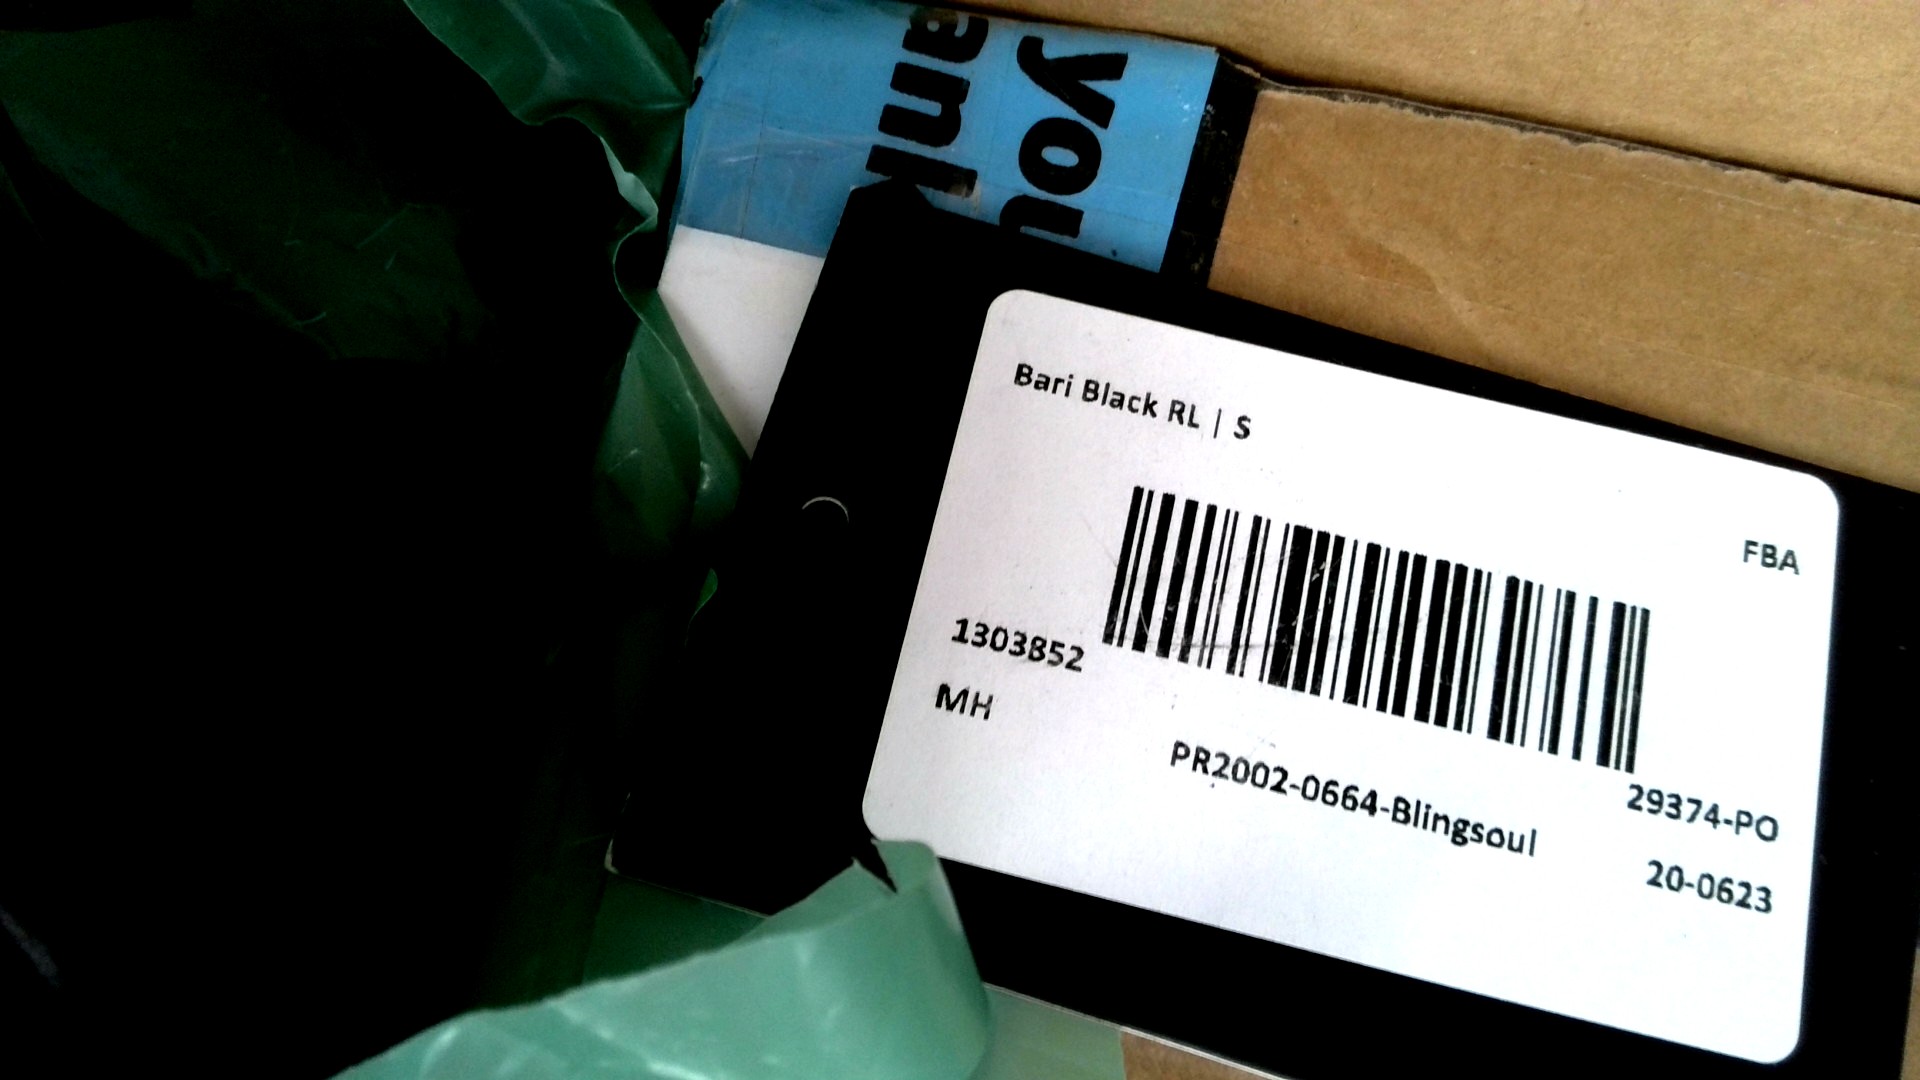 you
ank
Bari Black RL | S
FBA
1303852
MH
PR2002-0664-Blingsoul
29374-PO
20-0623